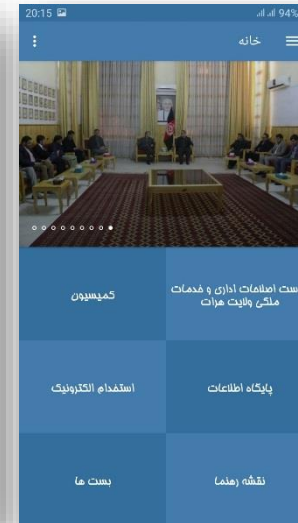 20:15
94%
خانه
ست اصلاحات اداری و خدمات
ملکی ولایت هرات
کمیسیون
پایگاه اطلاعات
استخدام الکترونیک
نقشه رهنما
بست ها